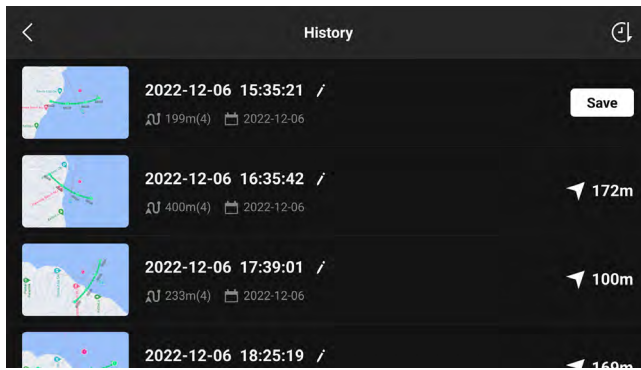 History
2022-12-06 15:35:21
199m(4) 2022-12-06
Save
2022-12-06 16:35:42
400m(4) 2022-12-06
172m
2022-12-06 17:39:01
233m(4) 2022-12-06
100m
2022-12-06 18:25:19
169m